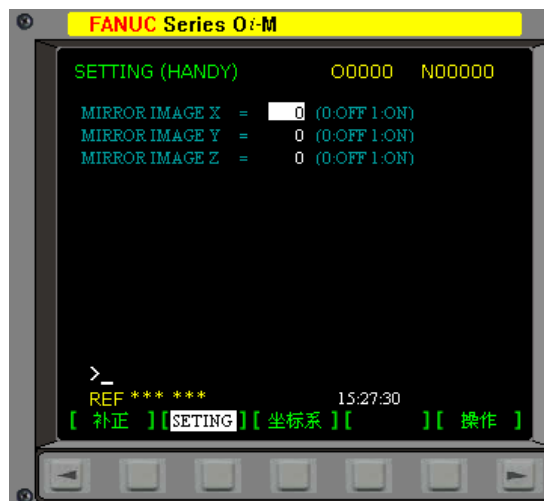 FANUC Series 0i-M
SETTING (HANDY) O0000 N00000
MIRROR IMAGE X = 0 (0:OFF 1:ON)
MIRROR IMAGE Y = 0 (0:OFF 1:ON)
MIRROR IMAGE Z = 0 (0:OFF 1:ON)
>_
REF *** *** 15:27:30
[ 补正 ][ SETING ][ 坐标系 ][ ][ 操作 ]